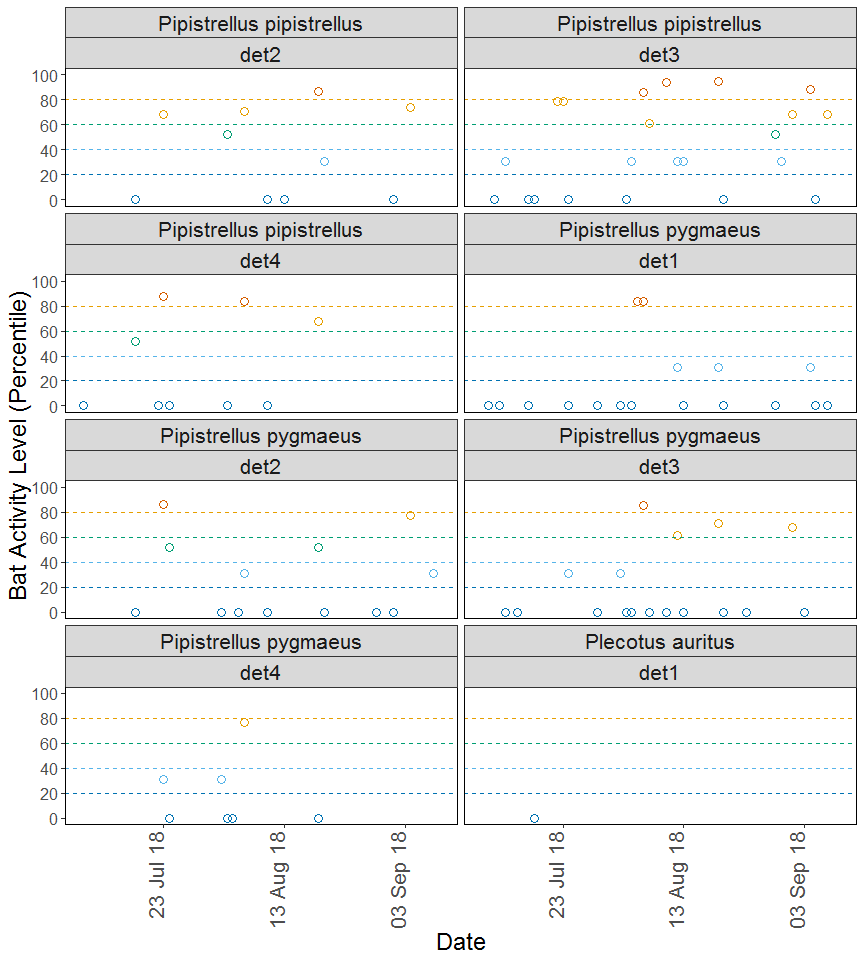 Pipistrellus pipistrellus
Pipistrellus pipistrellus
det2
det3
100
80
60
40
20
0
Pipistrellus pipistrellus
Pipistrellus pygmaeus
det4
det1
100
80
60
40
20
0
Bat Activity Level (Percentile)
Pipistrellus pygmaeus
Pipistrellus pygmaeus
det2
det3
100
80
60
40
20
0
Pipistrellus pygmaeus
Plecotus auritus
det4
det1
100
80
60
40
20
0
23 Jul 18
13 Aug 18
03 Sep 18
23 Jul 18
13 Aug 18
03 Sep 18
Date